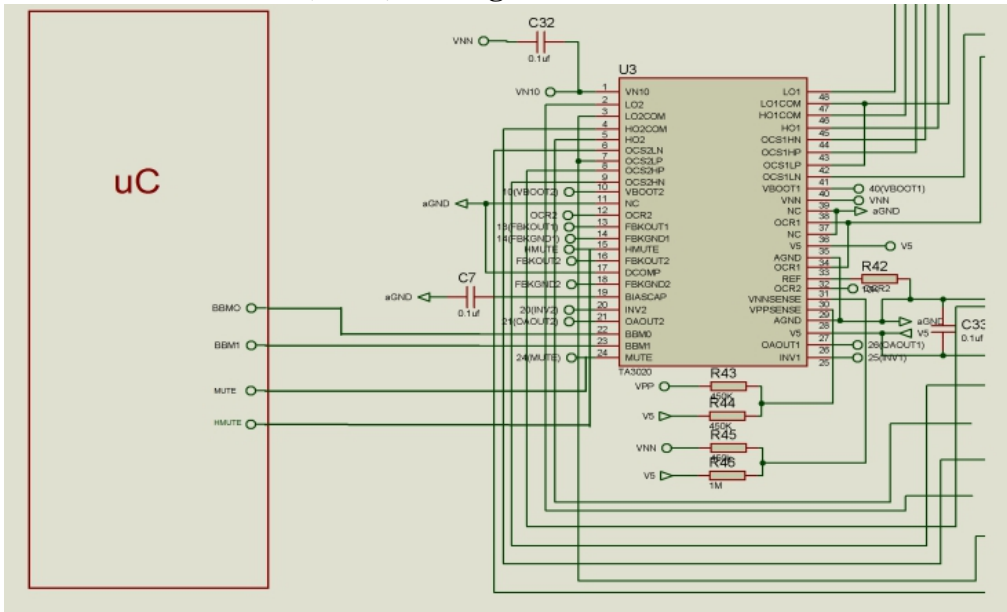 C32
VNN
0.1uf
U3
VN10
1 VN10
2 LO2
3 LO2COM
4 HO2COM
5 HO2
6 OCS2LN
7 OCS2LP
8 OCS2HP
9 OCS2HN
10 VBOOT2
11 NC
12 OCR2
13 FBKOUT1
14 FBKGND1
15 HMUTE
16 FBKOUT2
17 DCOMP
18 FBKGND2
19 BIASCAP
20 INV2
21 OAOUT2
22 BBM0
23 BBM1
24 MUTE
TA3020
LO1 48
LO1COM 47
HO1COM 46
HO1 45
OCS1HN 44
OCS1HP 43
OCS1LP 42
OCS1LN 41
VBOOT1 40
VNN 39
NC 38
OCR1 37
NC 36
V5 35
AGND 34
OCR1 33
REF 32
OCR2 31
VNNSENSE 30
VPPSENSE 29
AGND 28
V5 27
OAOUT1 26
INV1 25
uC
10(VBOOT2)
aGND
OCR2
13(FBKOUT1)
14(FBKGND1)
HMUTE
FBKOUT2
FBKGND2
C7
aGND
0.1uf
20(INV2)
21(OAOUT2)
24(MUTE)
BBMO
BBM1
MUTE
HMUTE
40(VBOOT1)
VNN
aGND
V5
R42
aGND
V5
C33
0.1uf
26(OAOUT1)
25(INV1)
R43
VPP
450K
R44
V5
450K
R45
VNN
R46
V5
1M